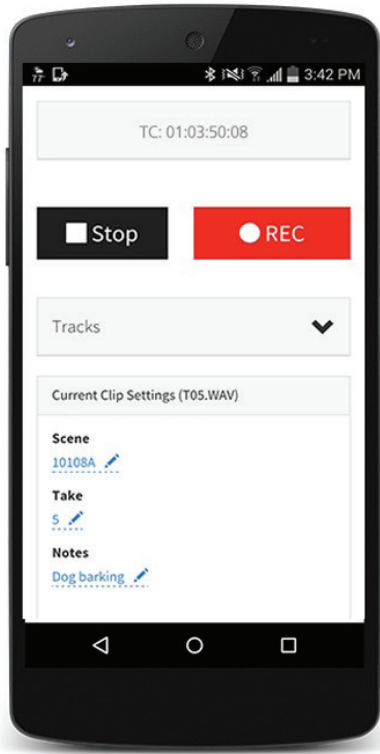 3:42 PM
TC: 01:03:50:08
Stop
REC
Tracks
Current Clip Settings (T05.WAV)
Scene
10108A
Take
5
Notes
Dog barking